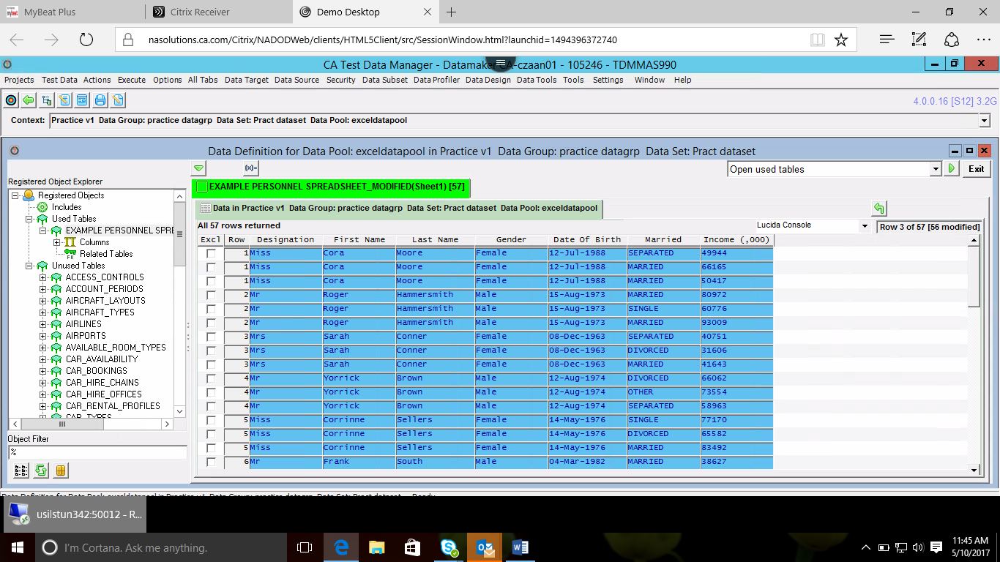 MyBeat Plus
Citrix Receiver
Demo Desktop
nasolutions.ca.com/Citrix/NADODWeb/clients/HTML5Client/src/SessionWindow.html?launchid=1494396372740
CA Test Data Manager - Datamaker CA-czaan01 - 105246 - TDMMAS990
Projects Test Data Actions Execute Options All Tabs Data Target Data Source Security Data Subset Data Profiler Data Design Data Tools Tools Settings Window Help
4.0.0.16 [S12] 3.2G
Context: Practice v1 Data Group: practice datagrp Data Set: Pract dataset Data Pool: exceldatapool
Data Definition for Data Pool: exceldatapool in Practice v1 Data Group: practice datagrp Data Set: Pract dataset
(x)=
Open used tables
Exit
Registered Object Explorer
Registered Objects
Includes
Used Tables
EXAMPLE PERSONNEL SPRE
Columns
Related Tables
Unused Tables
ACCESS_CONTROLS
ACCOUNT_PERIODS
AIRCRAFT_LAYOUTS
AIRCRAFT_TYPES
AIRLINES
AIRPORTS
AVAILABLE_ROOM_TYPES
CAR_AVAILABILITY
CAR_BOOKINGS
CAR_HIRE_CHAINS
CAR_HIRE_OFFICES
CAR_RENTAL_PROFILES
CAR_TYPES
Object Filter
%
EXAMPLE PERSONNEL SPREADSHEET_MODIFIED(Sheet1) [57]
Data in Practice v1 Data Group: practice datagrp Data Set: Pract dataset Data Pool: exceldatapool
All 57 rows returned
Lucida Console
Row 3 of 57 [56 modified]
Excl Row Designation First Name Last Name Gender Date Of Birth Married Income (,000)
1 Miss Cora Moore Female 12-Jul-1988 SEPARATED 49944
1 Miss Cora Moore Female 12-Jul-1988 MARRIED 66165
1 Miss Cora Moore Female 12-Jul-1988 MARRIED 50417
2 Mr Roger Hammersmith Male 15-Aug-1973 MARRIED 80972
2 Mr Roger Hammersmith Male 15-Aug-1973 SINGLE 60776
2 Mr Roger Hammersmith Male 15-Aug-1973 MARRIED 93009
3 Mrs Sarah Conner Female 08-Dec-1963 SEPARATED 40751
3 Mrs Sarah Conner Female 08-Dec-1963 DIVORCED 31606
3 Mrs Sarah Conner Female 08-Dec-1963 MARRIED 41643
4 Mr Yorrick Brown Male 12-Aug-1974 DIVORCED 66062
4 Mr Yorrick Brown Male 12-Aug-1974 OTHER 73554
4 Mr Yorrick Brown Male 12-Aug-1974 SEPARATED 58963
5 Miss Corrinne Sellers Female 14-May-1976 SINGLE 77170
5 Miss Corrinne Sellers Female 14-May-1976 DIVORCED 65582
5 Miss Corrinne Sellers Female 14-May-1976 MARRIED 83492
6 Mr Frank South Male 04-Mar-1982 MARRIED 38627
Data Definition for Data Pool: exceldatapool in Practice v1 Data Group: practice datagrp Data Set: Pract dataset Ready
usilstun342:50012 - R...
I'm Cortana. Ask me anything.
11:45 AM
5/10/2017